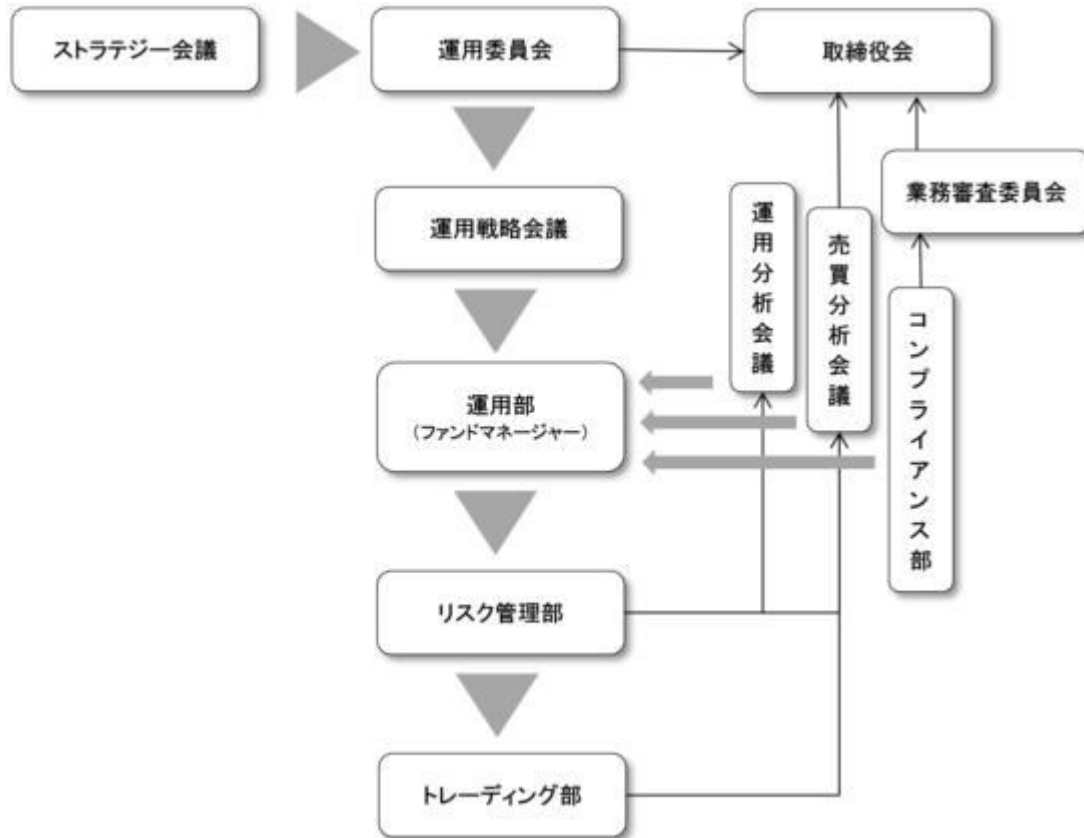 ストラテジー会議
運用委員会
取締役会
業務審査委員会
運用戦略会議
運用分析会議
売買分析会議
コンプライアンス部
運用部
(ファンドマネージャー)
リスク管理部
トレーディング部